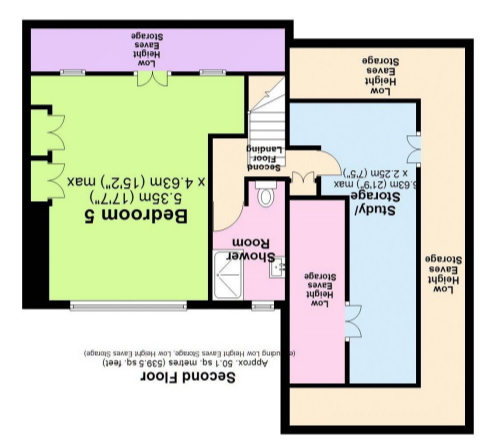 Second Floor
Approx. 50.1 sq. metres (539.5 sq. feet)
(excluding Low Height Eaves Storage, Low Height Eaves Storage)
Low
Height
Eaves
Storage
Low
Height
Eaves
Storage
Shower
Room
Bedroom 5
5.35m (17'7")
x 4.63m (15'2") max
Study/
Storage
6.63m (21'9") max
x 2.25m (7'5")
Second
Floor
Landing
Low
Height
Eaves
Storage
Low
Height
Eaves
Storage